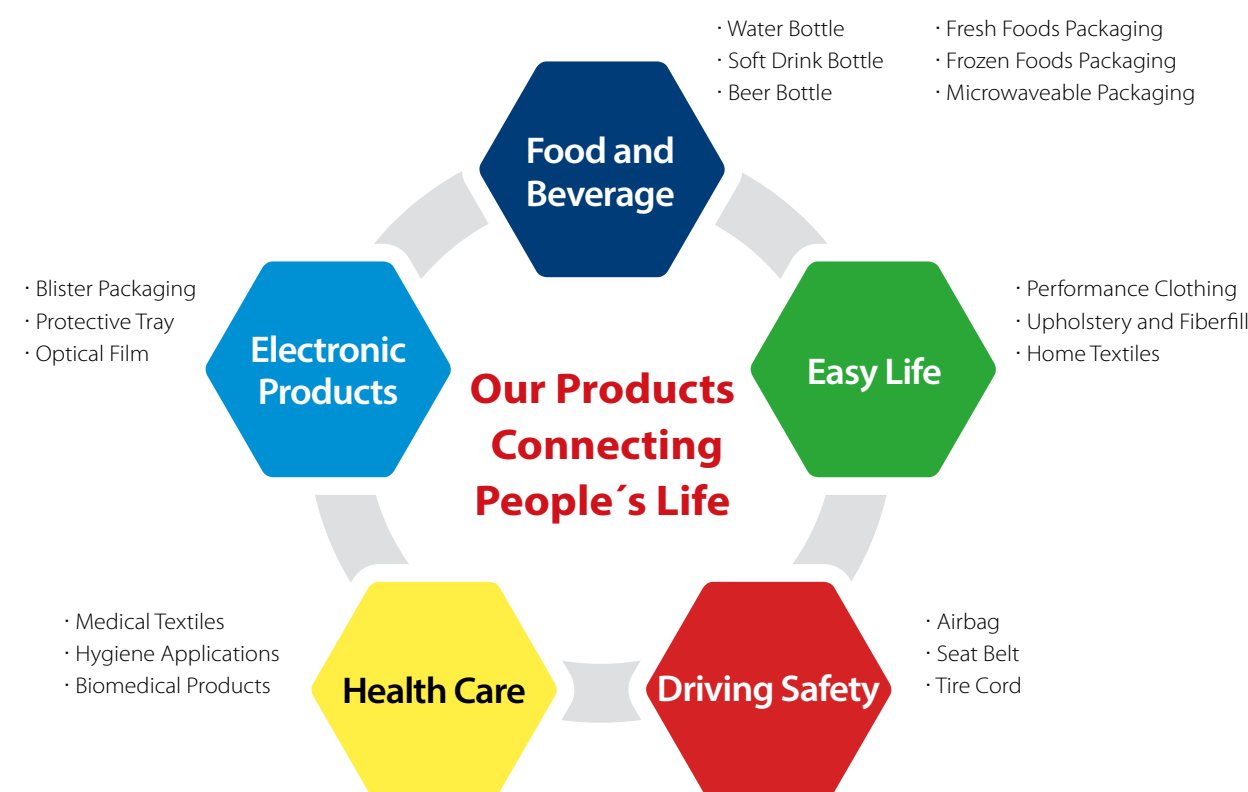 · Water Bottle
· Soft Drink Bottle
· Beer Bottle
· Fresh Foods Packaging
· Frozen Foods Packaging
· Microwaveable Packaging
Food and
Beverage
· Blister Packaging
· Protective Tray
· Optical Film
Electronic
Products
Our Products
Connecting
People´s Life
Easy Life
· Performance Clothing
· Upholstery and Fiberfill
· Home Textiles
· Medical Textiles
· Hygiene Applications
· Biomedical Products
Health Care
Driving Safety
· Airbag
· Seat Belt
· Tire Cord